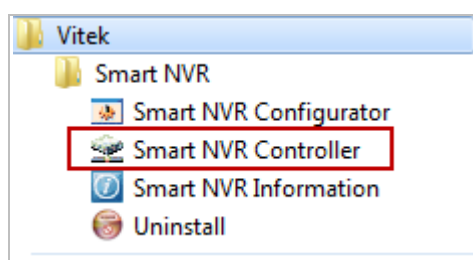 Vitek
Smart NVR
Smart NVR Configurator
Smart NVR Controller
Smart NVR Information
Uninstall